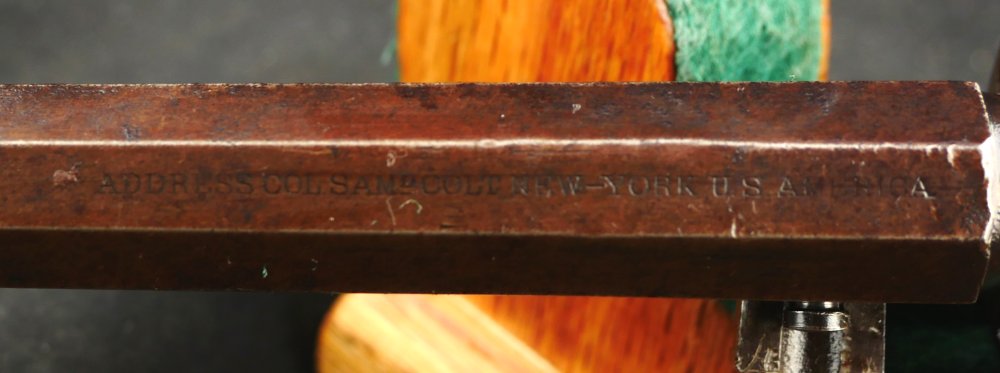 ADDRESS COL SAMᴸ COLT NEW-YORK U.S. AMERICA